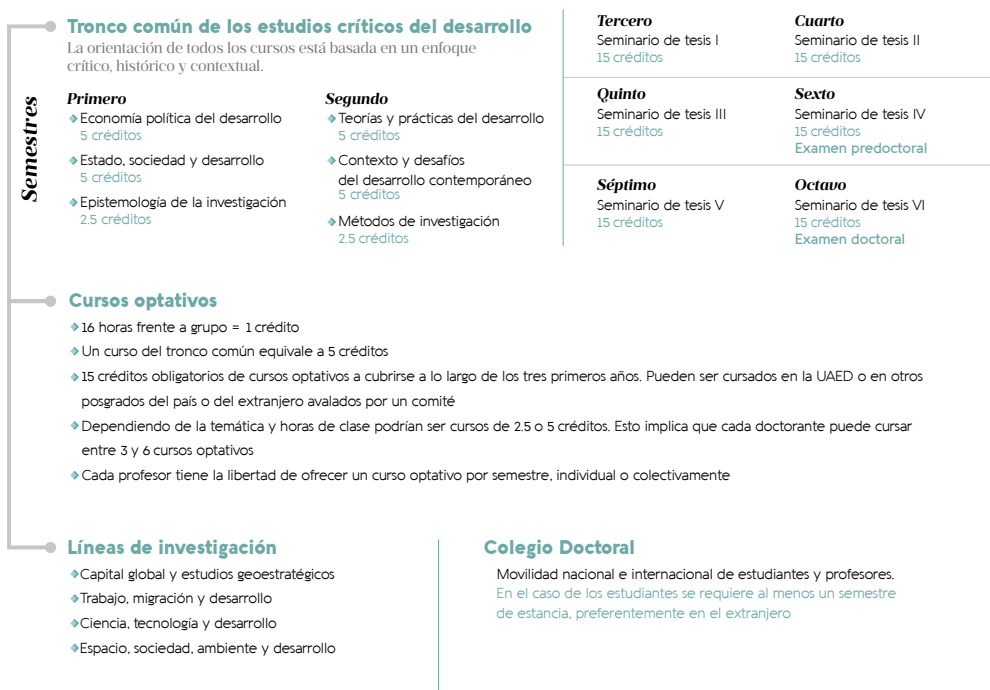 Semestres
Tronco común de los estudios críticos del desarrollo
La orientación de todos los cursos está basada en un enfoque
crítico, histórico y contextual.
Primero
Economía política del desarrollo
5 créditos
Estado, sociedad y desarrollo
5 créditos
Epistemología de la investigación
2.5 créditos
Segundo
Teorías y prácticas del desarrollo
5 créditos
Contexto y desafíos
del desarrollo contemporáneo
5 créditos
Métodos de investigación
2.5 créditos
Tercero
Seminario de tesis I
15 créditos
Cuarto
Seminario de tesis II
15 créditos
Quinto
Seminario de tesis III
15 créditos
Sexto
Seminario de tesis IV
15 créditos
Examen predoctoral
Séptimo
Seminario de tesis V
15 créditos
Octavo
Seminario de tesis VI
15 créditos
Examen doctoral
Cursos optativos
16 horas frente a grupo = 1 crédito
Un curso del tronco común equivale a 5 créditos
15 créditos obligatorios de cursos optativos a cubrirse a lo largo de los tres primeros años. Pueden ser cursados en la UAED o en otros
posgrados del país o del extranjero avalados por un comité
Dependiendo de la temática y horas de clase podrían ser cursos de 2.5 o 5 créditos. Esto implica que cada doctorante puede cursar
entre 3 y 6 cursos optativos
Cada profesor tiene la libertad de ofrecer un curso optativo por semestre, individual o colectivamente
Líneas de investigación
Capital global y estudios geoestratégicos
Trabajo, migración y desarrollo
Ciencia, tecnología y desarrollo
Espacio, sociedad, ambiente y desarrollo
Colegio Doctoral
Movilidad nacional e internacional de estudiantes y profesores.
En el caso de los estudiantes se requiere al menos un semestre
de estancia, preferentemente en el extranjero